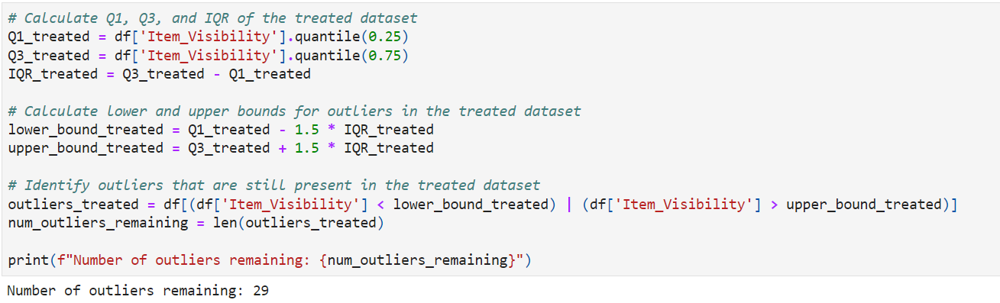 # Calculate Q1, Q3, and IQR of the treated dataset
Q1_treated = df['Item_Visibility'].quantile(0.25)
Q3_treated = df['Item_Visibility'].quantile(0.75)
IQR_treated = Q3_treated - Q1_treated
# Calculate lower and upper bounds for outliers in the treated dataset
lower_bound_treated = Q1_treated - 1.5 * IQR_treated
upper_bound_treated = Q3_treated + 1.5 * IQR_treated
# Identify outliers that are still present in the treated dataset
outliers_treated = df[(df['Item_Visibility'] < lower_bound_treated) | (df['Item_Visibility'] > upper_bound_treated)]
num_outliers_remaining = len(outliers_treated)
print(f"Number of outliers remaining: {num_outliers_remaining}")
Number of outliers remaining: 29